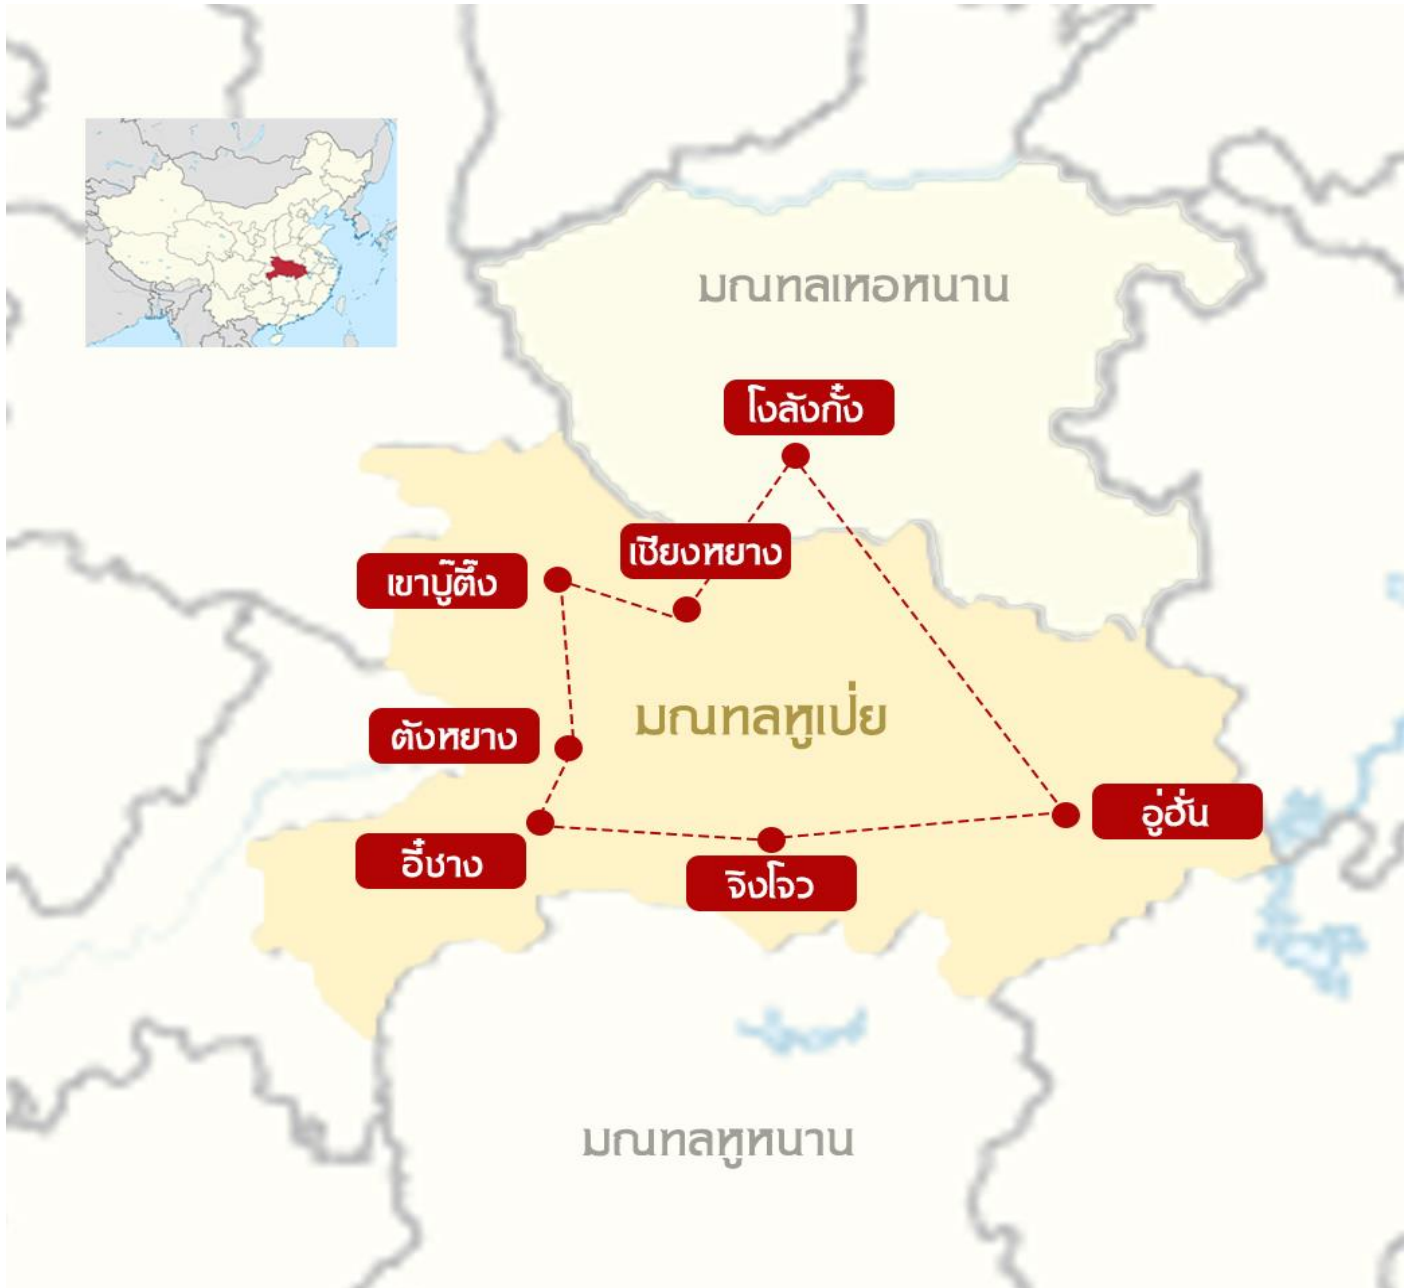 มณฑลเหอหนาน
โงลังกั๋ง
เซียงหยาง
เขาบู๊ตึ๊ง
มณฑลหูเป่ย
ตังหยาง
อู่ฮั่น
อี๋ชาง
จิงโจว
มณฑลหูหนาน